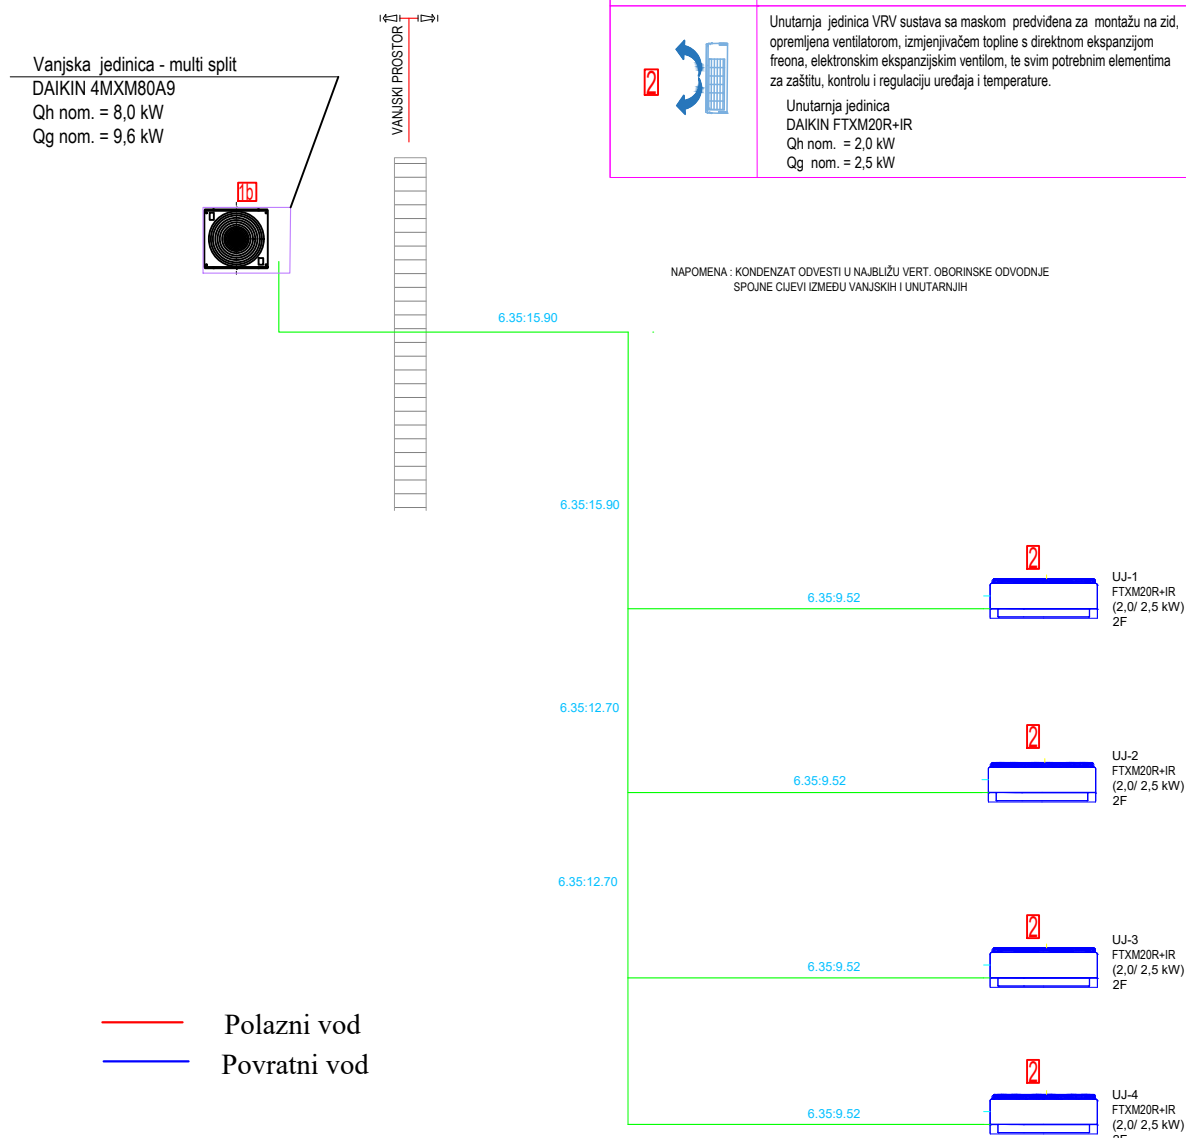 Vanjska jedinica - multi split
DAIKIN 4MXM80A9
Qh nom. = 8,0 kW
Qg nom. = 9,6 kW
1b
VANJSKI PROSTOR
2
Unutarnja jedinica VRV sustava sa maskom predviđena za montažu na zid,
opremljena ventilatorom, izmjenjivačem topline s direktnom ekspanzijom
freona, elektronskim ekspanzijskim ventilom, te svim potrebnim elementima
za zaštitu, kontrolu i regulaciju uređaja i temperature.
Unutarnja jedinica
DAIKIN FTXM20R+IR
Qh nom. = 2,0 kW
Qg nom. = 2,5 kW
NAPOMENA : KONDENZAT ODVESTI U NAJBLIŽU VERT. OBORINSKE ODVODNJE
SPOJNE CIJEVI IZMEĐU VANJSKIH I UNUTARNJIH
6.35:15.90
6.35:15.90
2
6.35:9.52
UJ-1
FTXM20R+IR
(2,0/ 2,5 kW)
2F
6.35:12.70
2
6.35:9.52
UJ-2
FTXM20R+IR
(2,0/ 2,5 kW)
2F
6.35:12.70
2
6.35:9.52
UJ-3
FTXM20R+IR
(2,0/ 2,5 kW)
2F
Polazni vod
Povratni vod
2
6.35:9.52
UJ-4
FTXM20R+IR
(2,0/ 2,5 kW)
2F